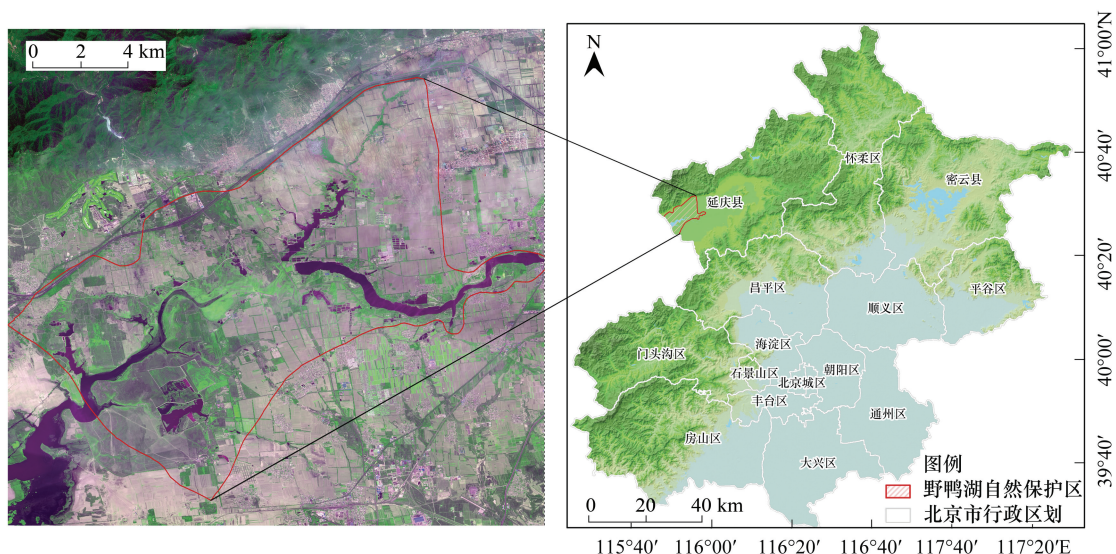 0 2 4 km
N
怀柔区
密云县
延庆县
昌平区
平谷区
顺义区
海淀区
门头沟区
石景山区
朝阳区
北京城区
丰台区
通州区
房山区
大兴区
图例
野鸭湖自然保护区
北京市行政区划
0 20 40 km
41°0′N
40°40′
40°20′
40°00′
39°40′
115°40′ 116°00′ 116°20′ 116°40′ 117°00′ 117°20′E